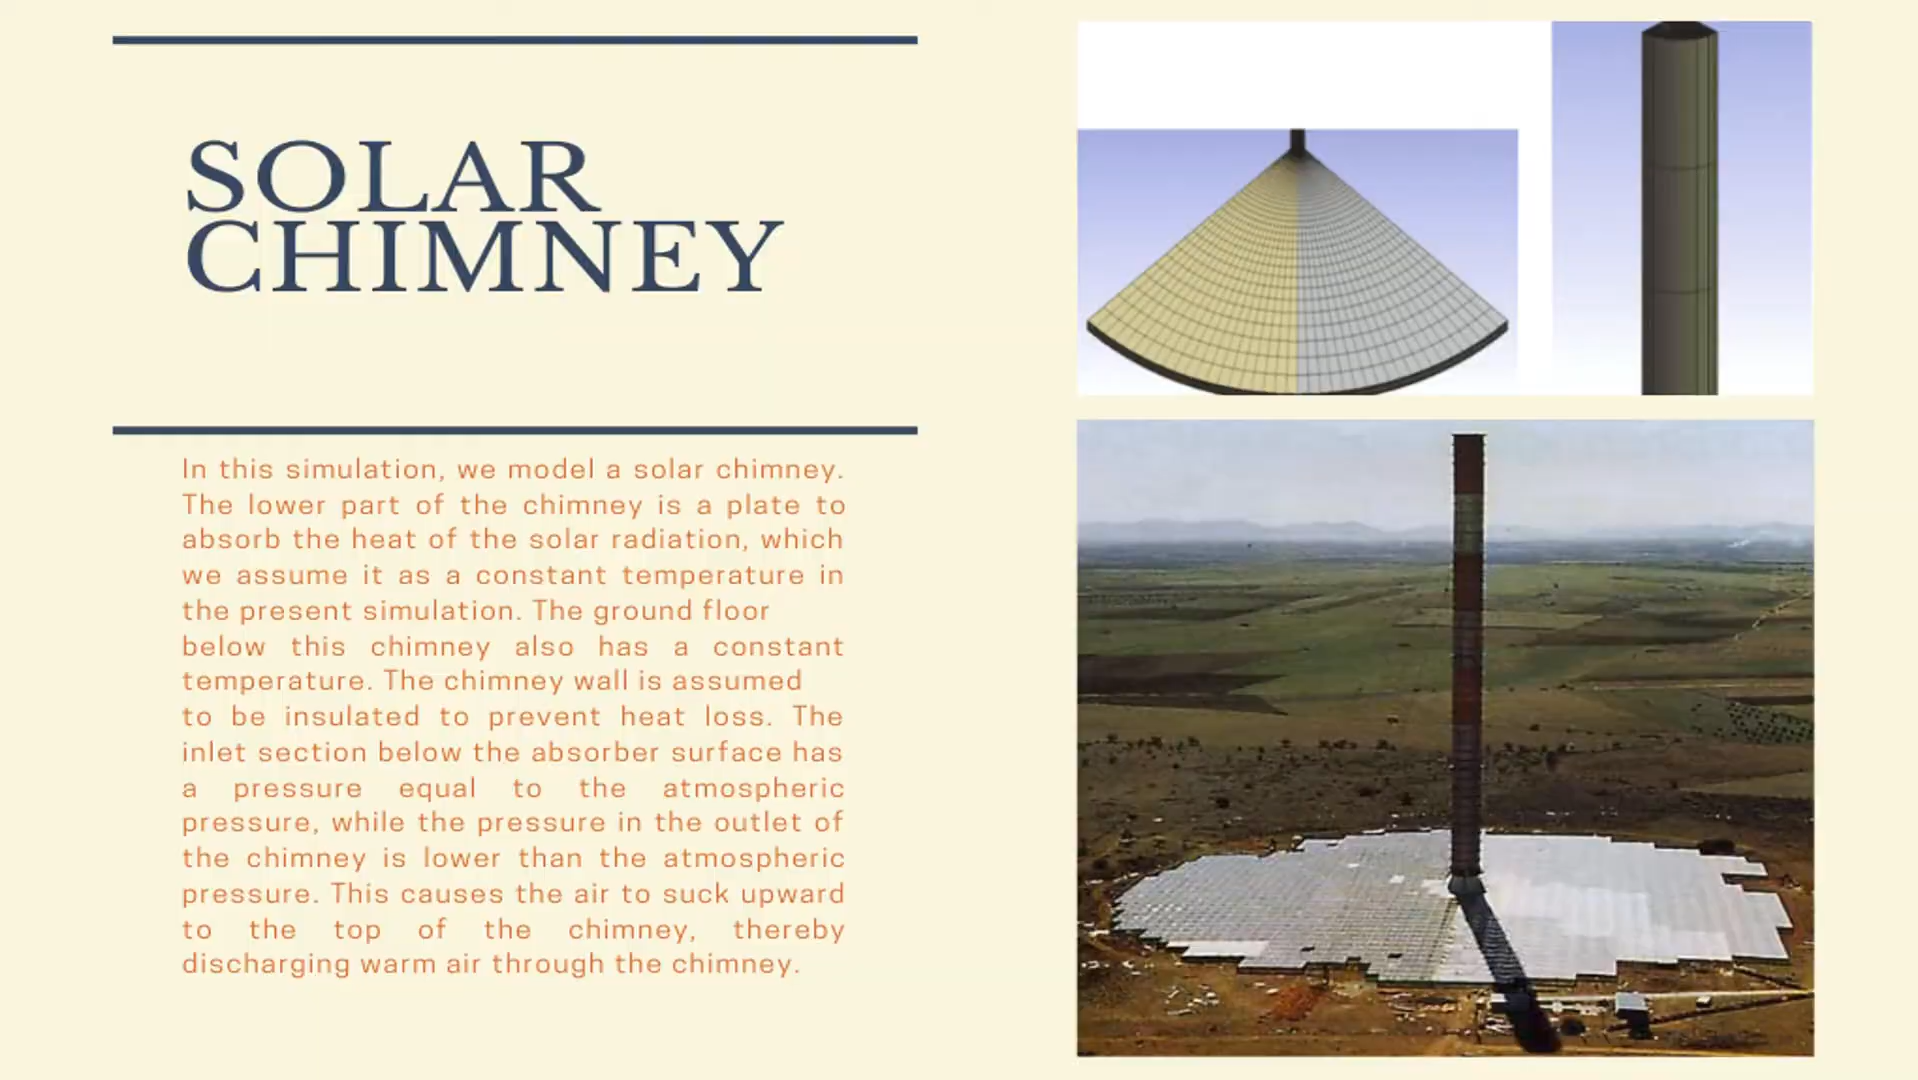 SOLAR
CHIMNEY
In this simulation, we model a solar chimney.
The lower part of the chimney is a plate to
absorb the heat of the solar radiation, which
we assume it as a constant temperature in
the present simulation. The ground floor
below this chimney also has a constant
temperature. The chimney wall is assumed
to be insulated to prevent heat loss. The
inlet section below the absorber surface has
a pressure equal to the atmospheric
pressure, while the pressure in the outlet of
the chimney is lower than the atmospheric
pressure. This causes the air to suck upward
to the top of the chimney, thereby
discharging warm air through the chimney.